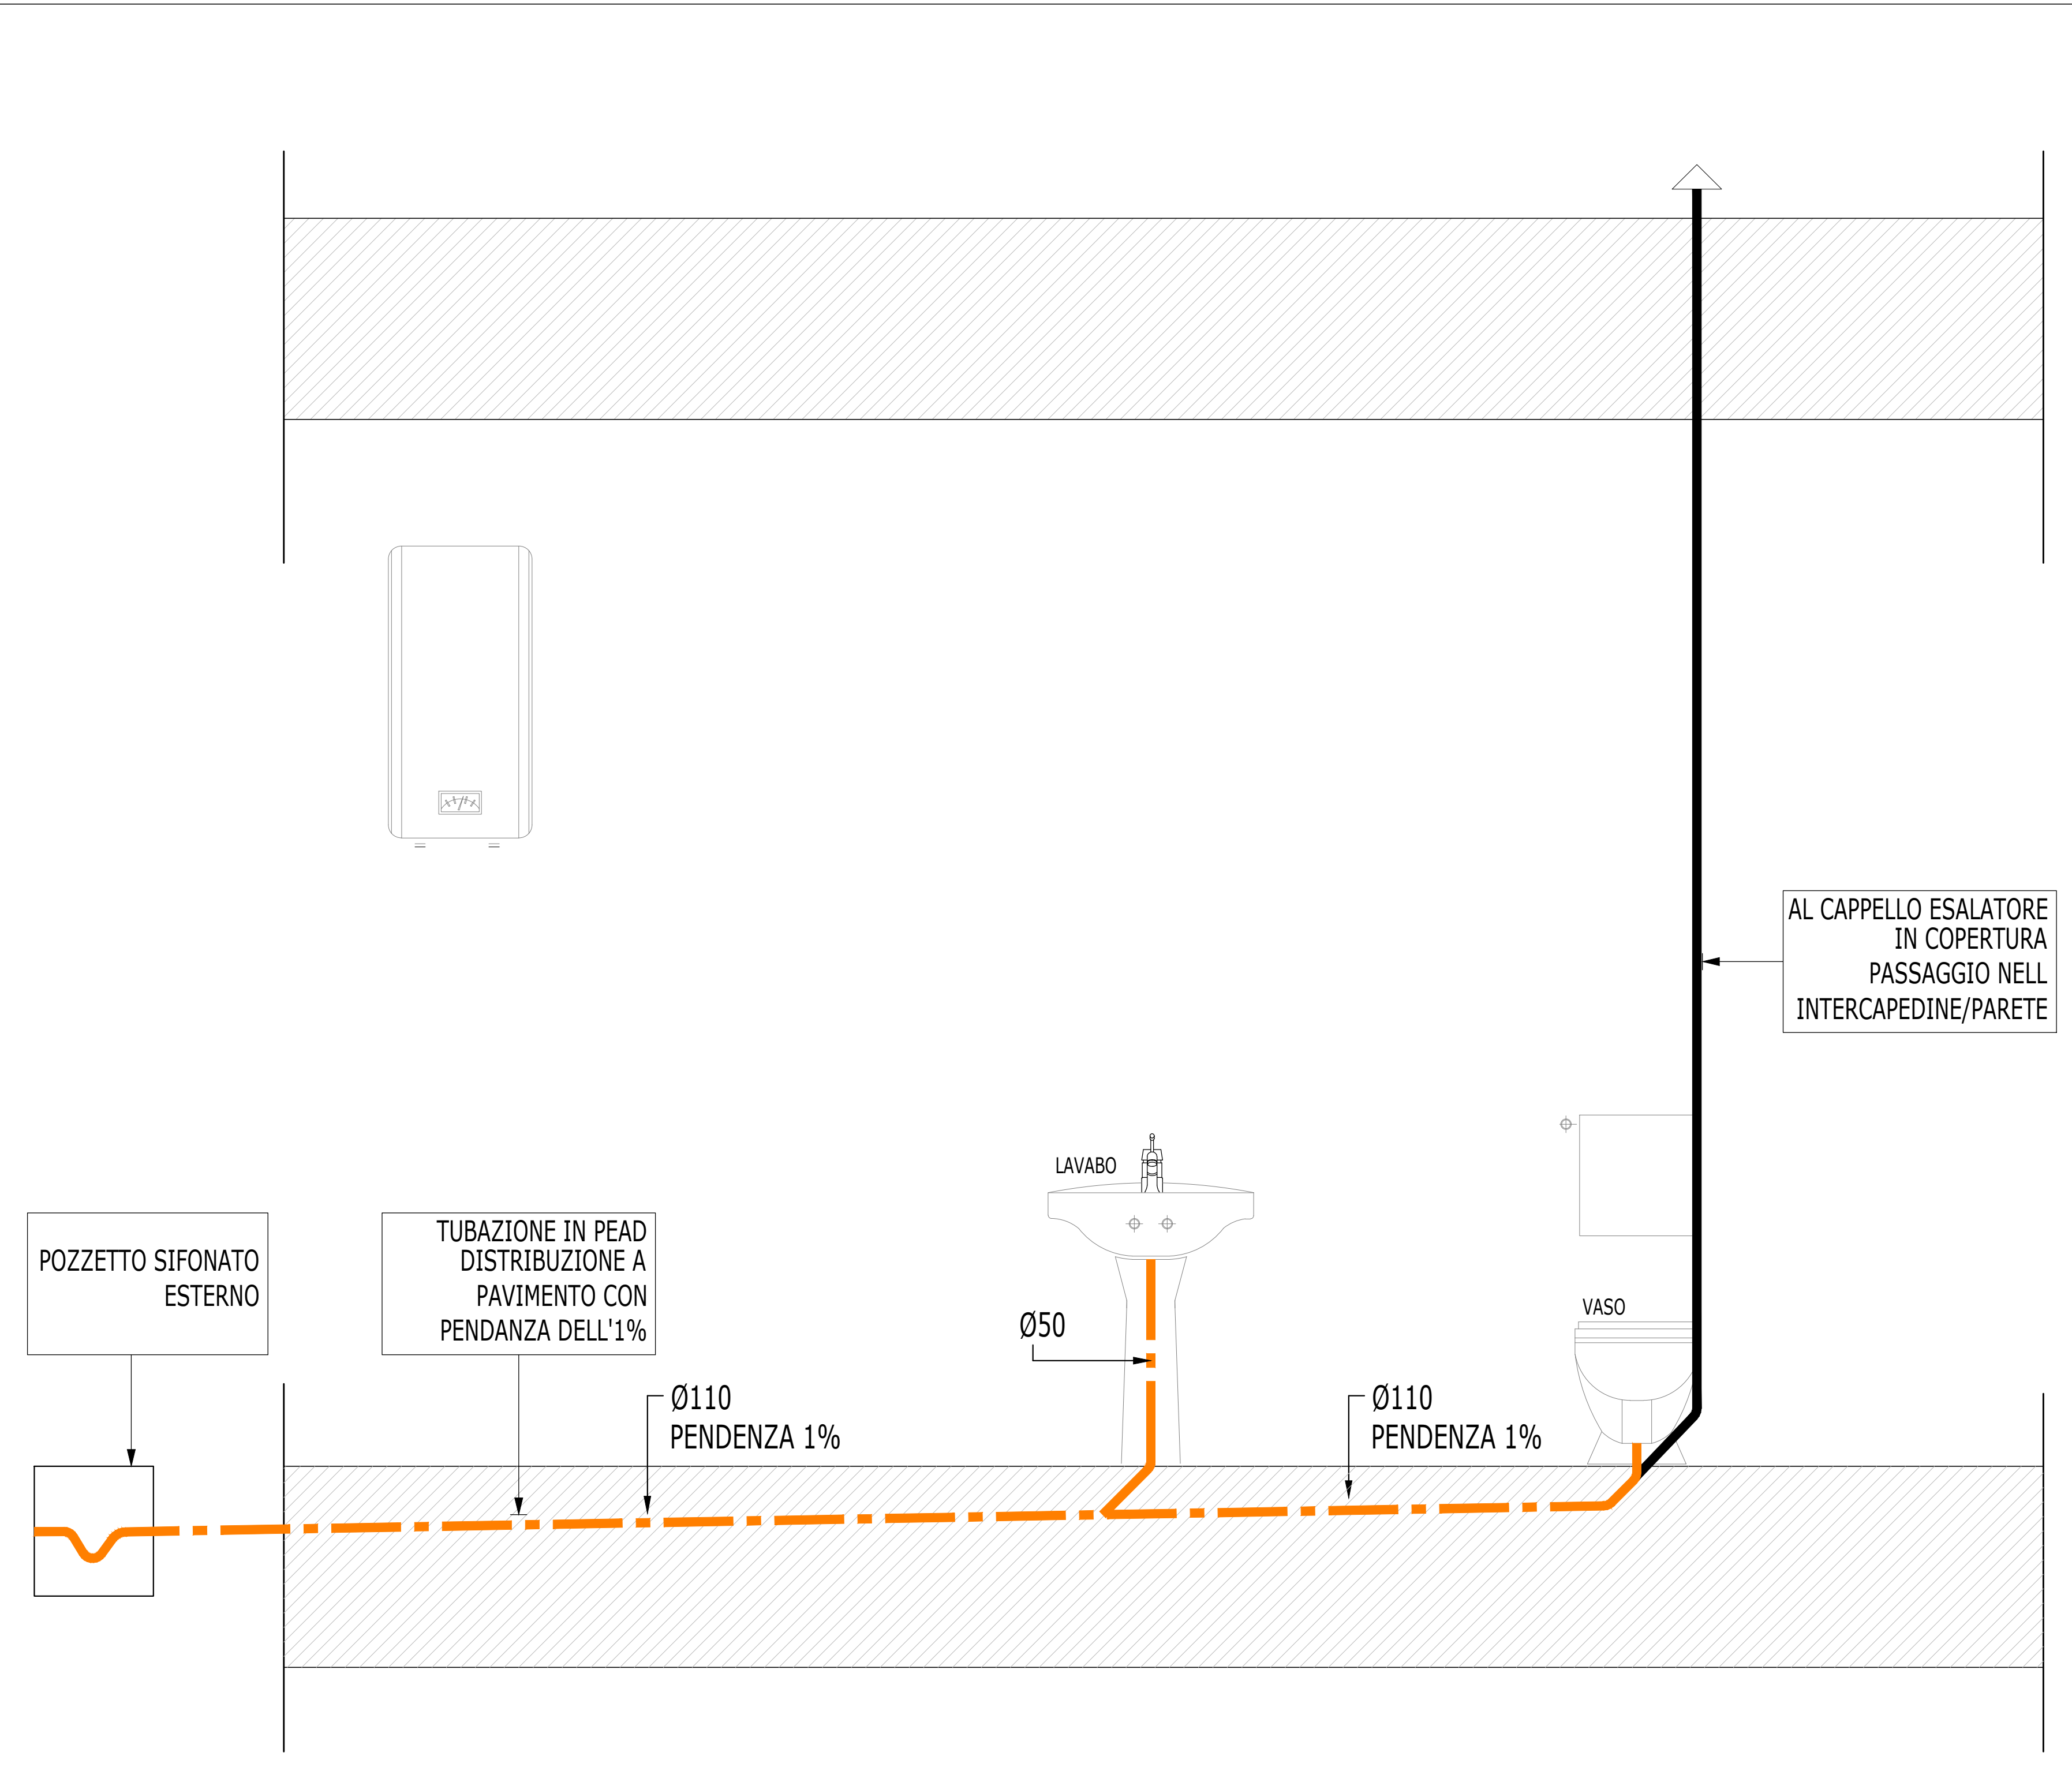 AL CAPPELLO ESALATORE
IN COPERTURA
PASSAGGIO NELL
INTERCAPEDINE/PARETE
LAVABO
POZZETTO SIFONATO
ESTERNO
TUBAZIONE IN PEAD
DISTRIBUZIONE A
PAVIMENTO CON
PENDANZA DELL'1%
VASO
Ø50
Ø110
PENDENZA 1%
Ø110
PENDENZA 1%